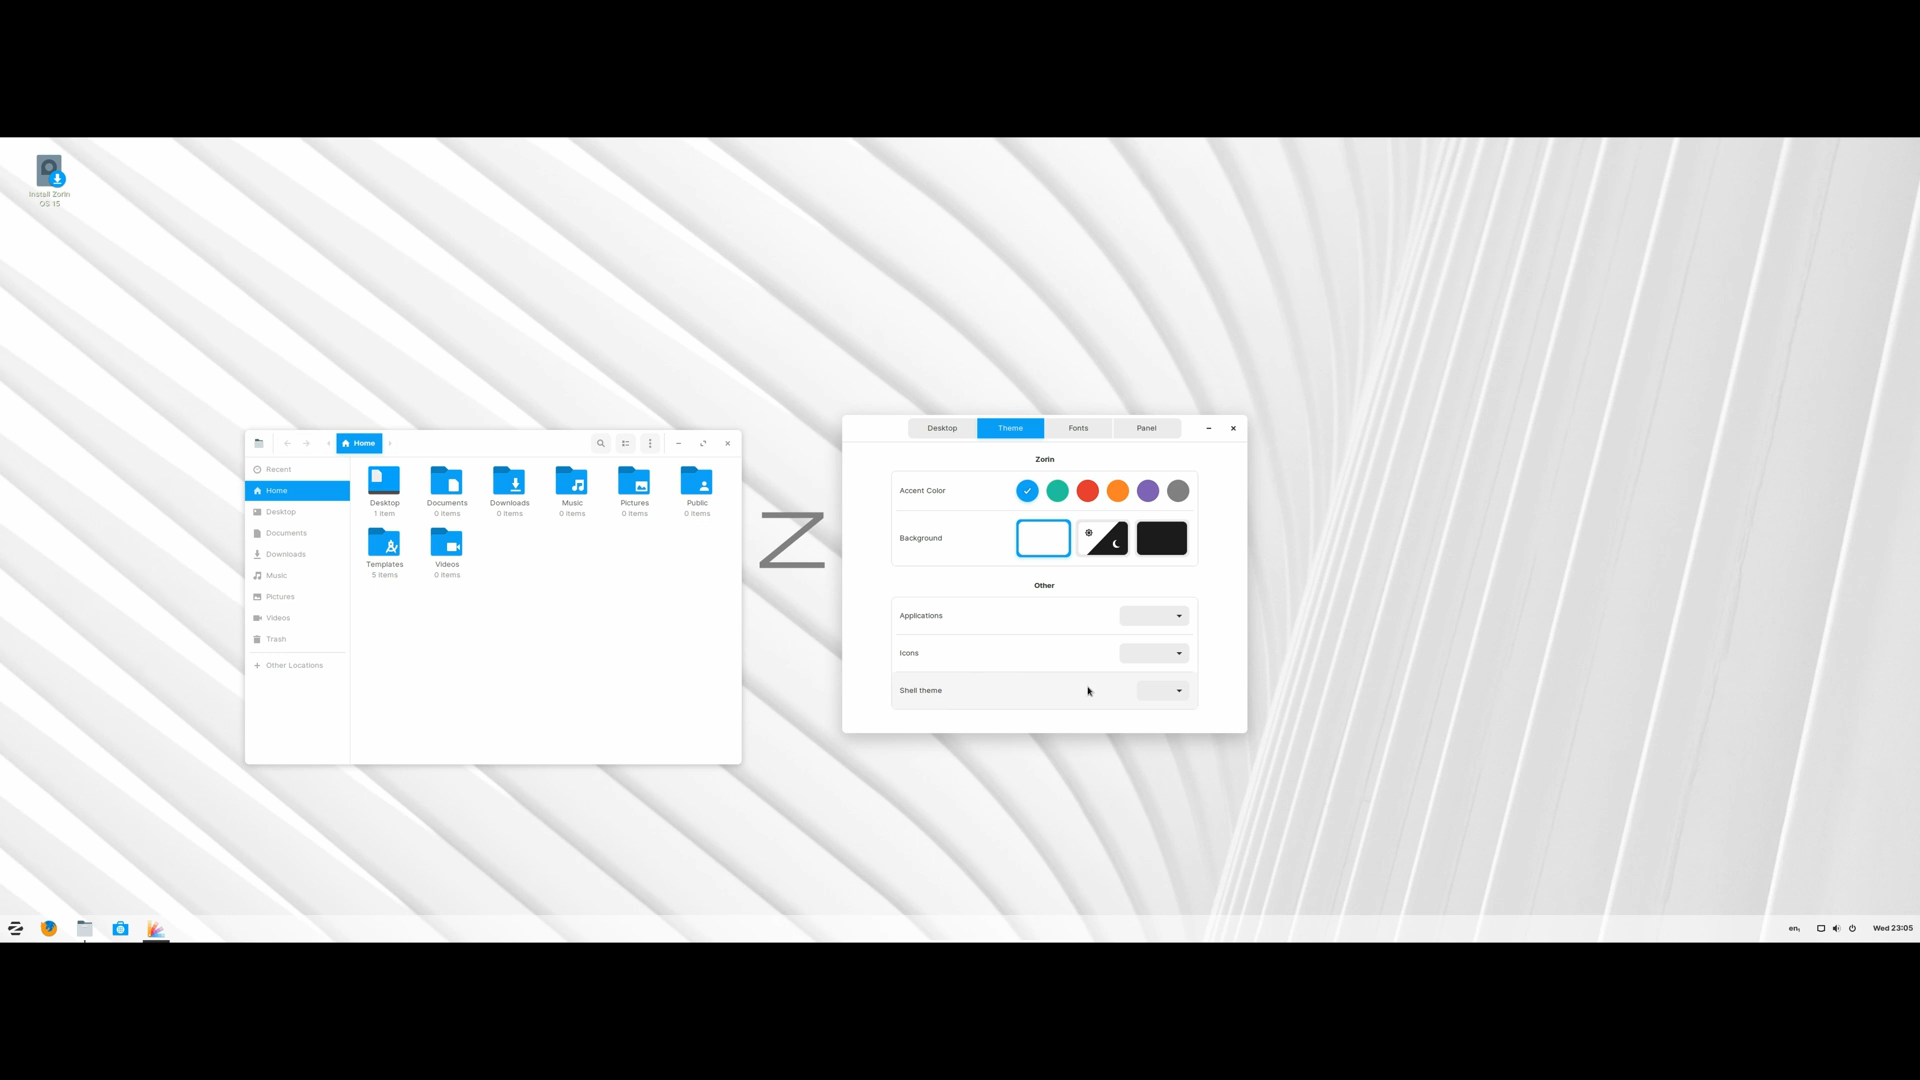 Install Zorin
OS 15
Home
Recent
Home
Desktop
Documents
Downloads
Music
Pictures
Videos
Trash
Other Locations
Desktop
1 item
Documents
0 items
Downloads
0 items
Music
0 items
Pictures
0 items
Public
0 items
Templates
5 items
Videos
0 items
Z
Desktop
Theme
Fonts
Panel
Zorin
Accent Color
Background
Other
Applications
Icons
Shell theme
en₁
Wed 23:05